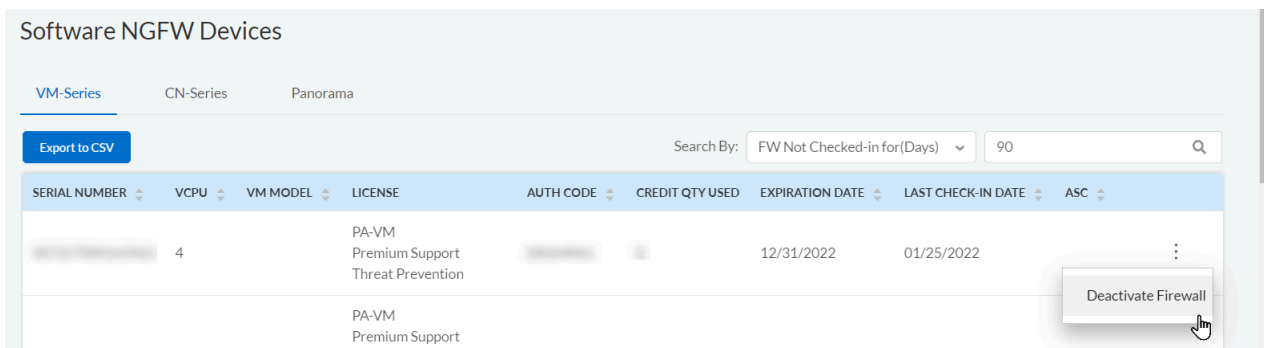 Software NGFW Devices
VM-Series CN-Series Panorama
Export to CSV Search By: FW Not Checked-in for(Days) 90
SERIAL NUMBER VCPU VM MODEL LICENSE AUTH CODE CREDIT QTY USED EXPIRATION DATE LAST CHECK-IN DATE ASC
PA-VM
4 Premium Support 12/31/2022 01/25/2022
Threat Prevention
Deactivate Firewall
PA-VM
Premium Support